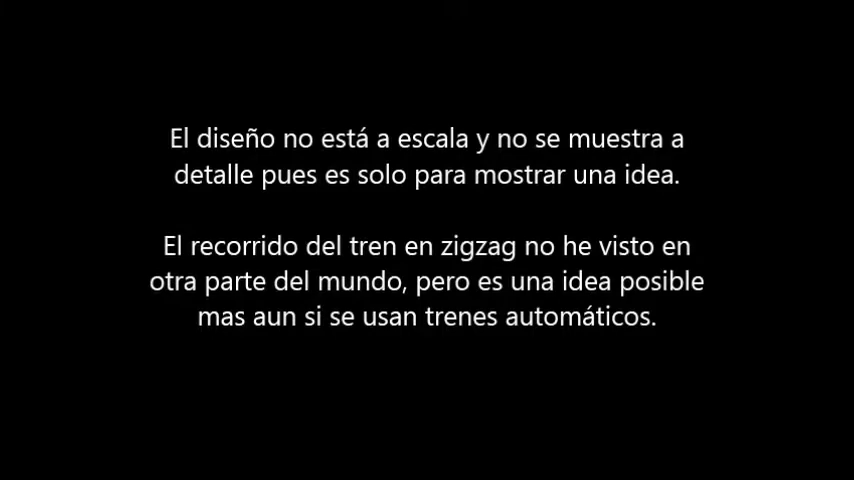 El diseño no está a escala y no se muestra a
detalle pues es solo para mostrar una idea.
El recorrido del tren en zigzag no he visto en
otra parte del mundo, pero es una idea posible
mas aun si se usan trenes automáticos.